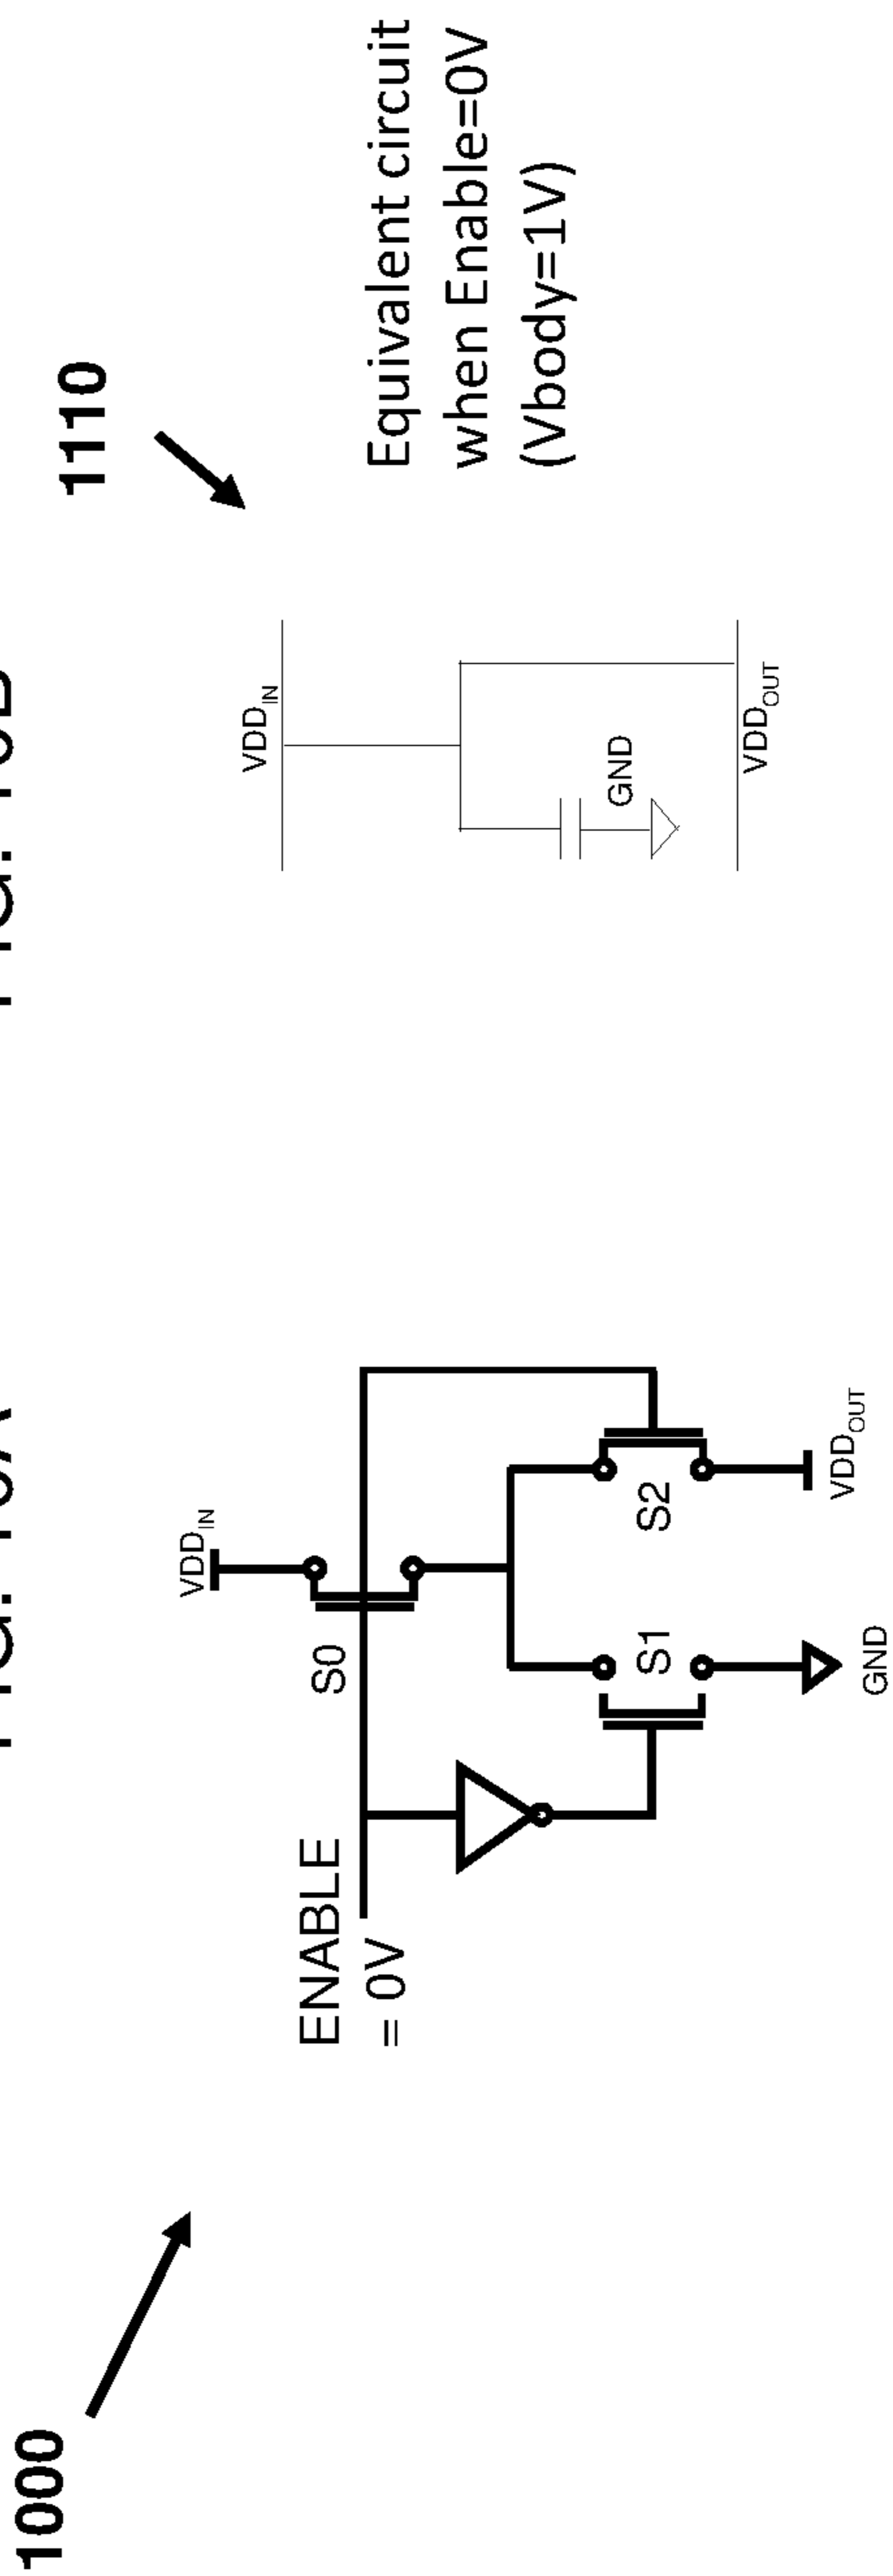 1000
ENABLE
= 0V
VDD_IN
S0
S1
S2
GND
VDD_OUT
1110
VDD_IN
GND
VDD_OUT
Equivalent circuit
when Enable=0V
(Vbody=1V)